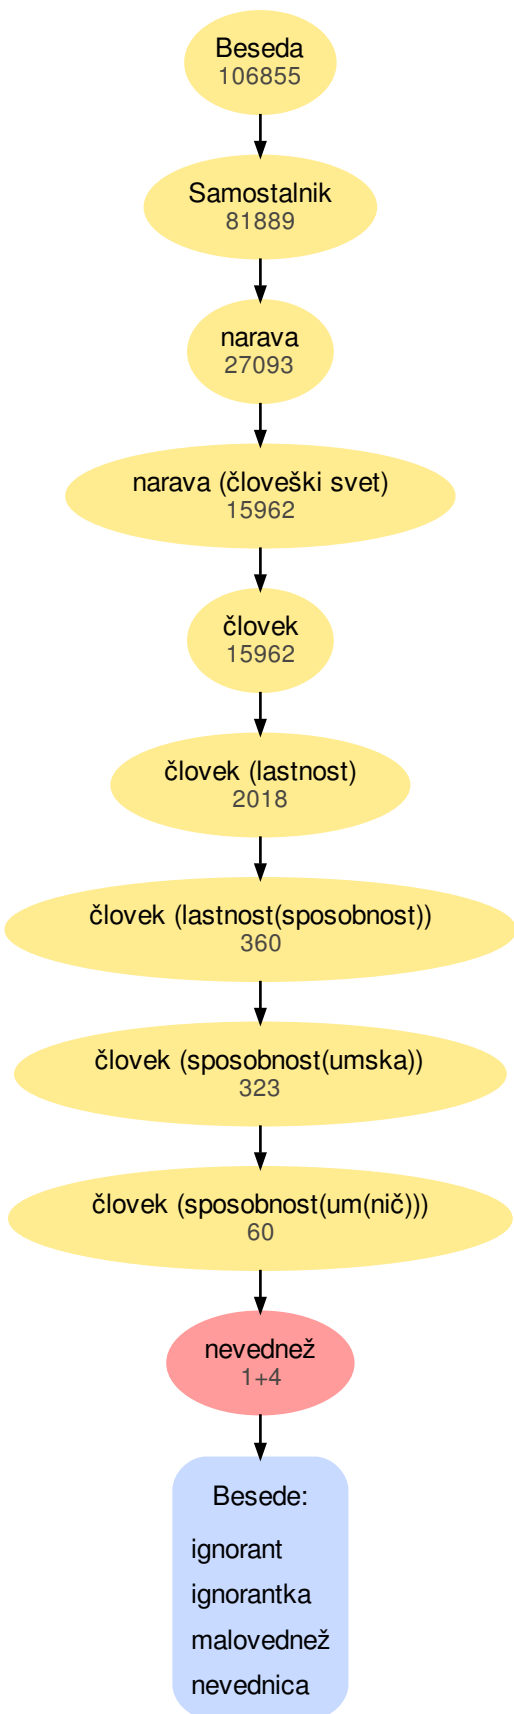 Beseda
106855
Samostalnik
81889
narava
27093
narava (človeški svet)
15962
človek
15962
človek (lastnost)
2018
človek (lastnost(sposobnost))
360
človek (sposobnost(umska))
323
človek (sposobnost(um(nič)))
60
nevednež
1+4
Besede:
ignorant
ignorantka
malovednež
nevednica